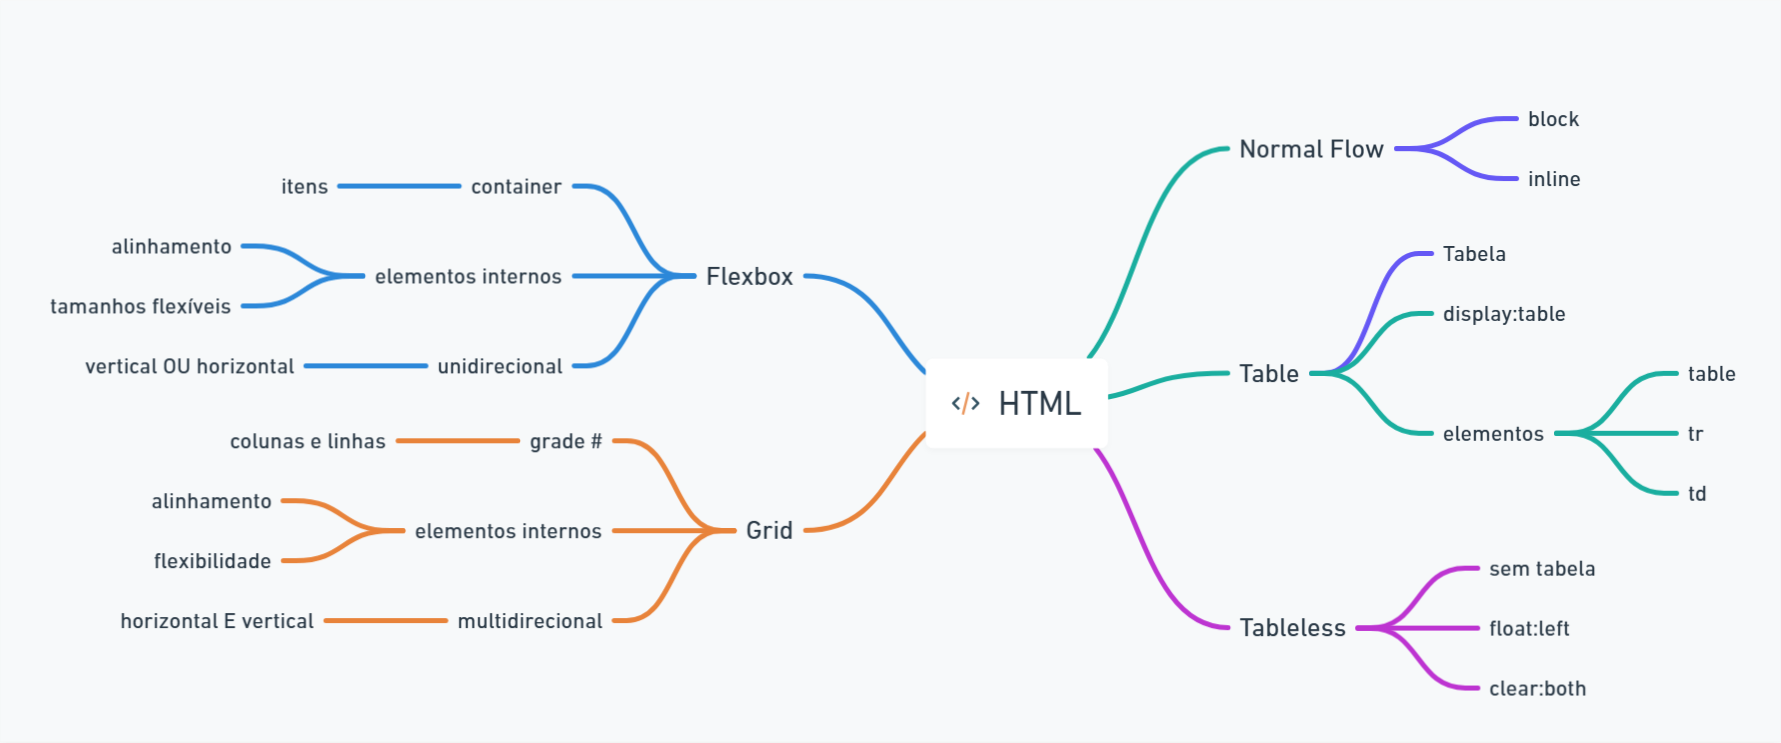 </> HTML
Normal Flow
block
inline
Table
Tabela
display:table
elementos
table
tr
td
Tableless
sem tabela
float:left
clear:both
Flexbox
container
itens
elementos internos
alinhamento
tamanhos flexíveis
unidirecional
vertical OU horizontal
Grid
grade #
colunas e linhas
elementos internos
alinhamento
flexibilidade
multidirecional
horizontal E vertical